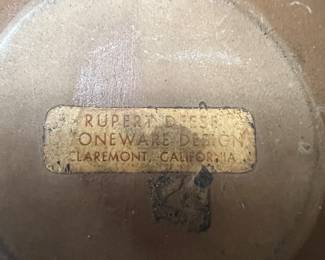 RUPERT DEESE
ONEWARE DESIGN
CLAREMONT, CALIFORNIA